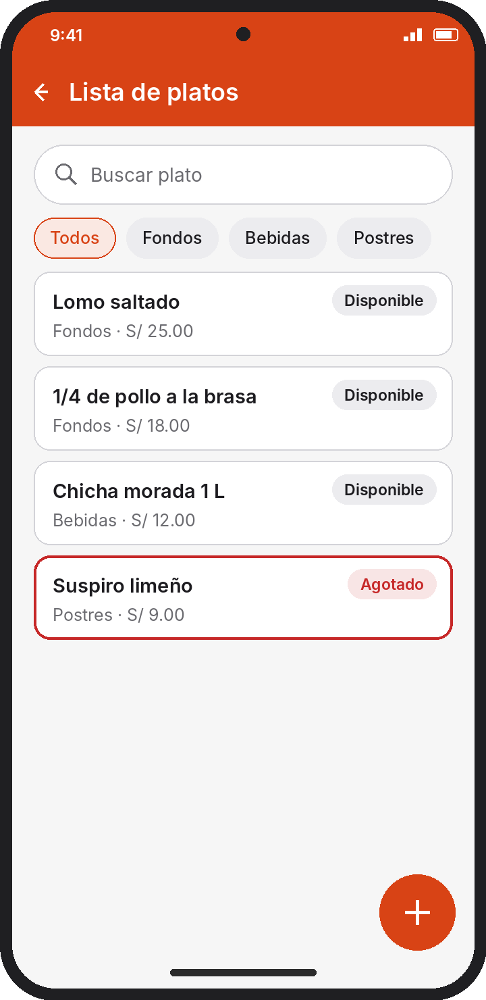 9:41
Lista de platos
Buscar plato
Todos Fondos Bebidas Postres
Lomo saltado Disponible
Fondos · S/ 25.00
1/4 de pollo a la brasa Disponible
Fondos · S/ 18.00
Chicha morada 1 L Disponible
Bebidas · S/ 12.00
Suspiro limeño Agotado
Postres · S/ 9.00